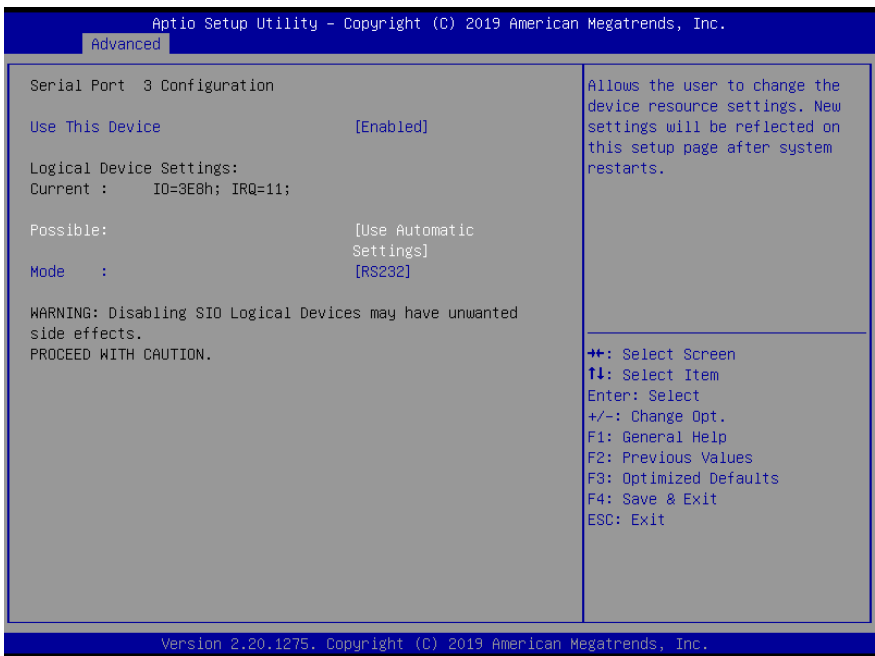 Aptio Setup Utility – Copyright (C) 2019 American Megatrends, Inc.
Advanced
Serial Port 3 Configuration
Use This Device [Enabled]
Logical Device Settings:
Current : IO=3E8h; IRQ=11;
Possible: [Use Automatic
Settings]
Mode : [RS232]
WARNING: Disabling SIO Logical Devices may have unwanted
side effects.
PROCEED WITH CAUTION.
Allows the user to change the
device resource settings. New
settings will be reflected on
this setup page after system
restarts.
→←: Select Screen
↑↓: Select Item
Enter: Select
+/-: Change Opt.
F1: General Help
F2: Previous Values
F3: Optimized Defaults
F4: Save & Exit
ESC: Exit
Version 2.20.1275. Copyright (C) 2019 American Megatrends, Inc.